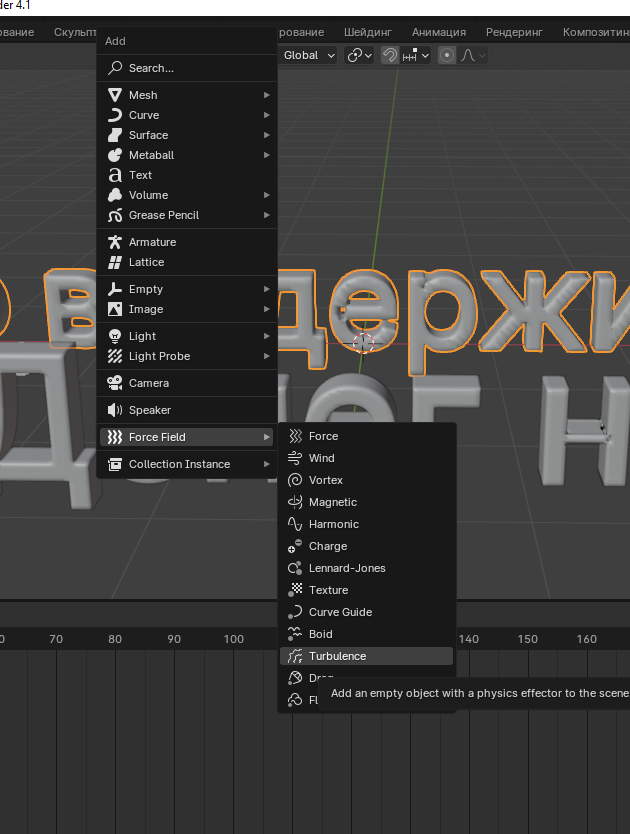 der 4.1
ование Скульпт рование Шейдинг Анимация Рендеринг Композитин
Add
Global
Search...
Mesh
Curve
Surface
Metaball
Text
Volume
Grease Pencil
Armature
Lattice
Empty
Image
Light
Light Probe
Camera
Speaker
Force Field
Collection Instance
в держи
Д ОГ Н
Force
Wind
Vortex
Magnetic
Harmonic
Charge
Lennard-Jones
Texture
Curve Guide
Boid
Turbulence
Dra
Fl
Add an empty object with a physics effector to the scene
0 70 80 90 100 140 150 160